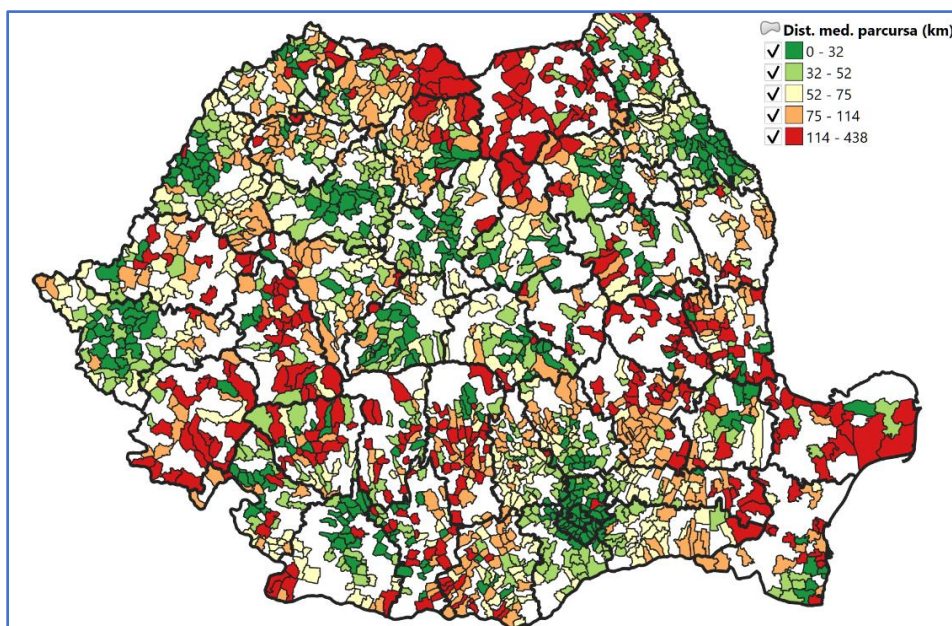 Dist. med. parcursa (km)
0 - 32
32 - 52
52 - 75
75 - 114
114 - 438